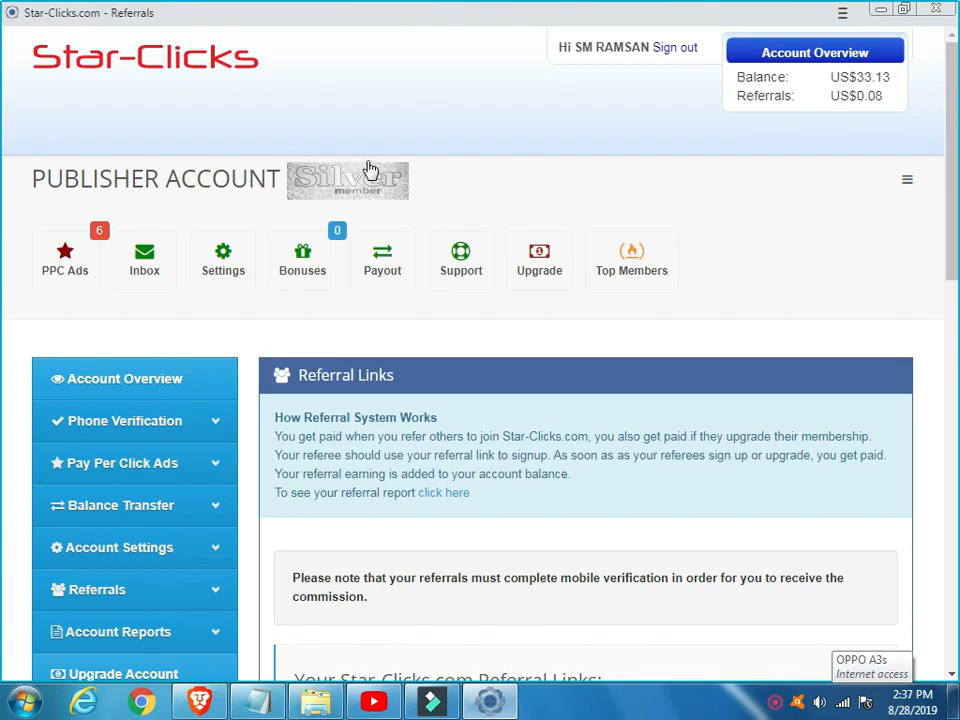 Star-Clicks.com - Referrals
Star-Clicks
Hi SM RAMSAN Sign out
Account Overview
Balance: US$33.13
Referrals: US$0.08
PUBLISHER ACCOUNT
Silver
member
6
0
PPC Ads
Inbox
Settings
Bonuses
Payout
Support
Upgrade
Top Members
Account Overview
Phone Verification
Pay Per Click Ads
Balance Transfer
Account Settings
Referrals
Account Reports
Upgrade Account
Referral Links
How Referral System Works
You get paid when you refer others to join Star-Clicks.com, you also get paid if they upgrade their membership.
Your referee should use your referral link to signup. As soon as as your referees sign up or upgrade, you get paid.
Your referral earning is added to your account balance.
To see your referral report click here
Please note that your referrals must complete mobile verification in order for you to receive the
commission.
Your Star-Clicks.com Referral Links:
OPPO A3s
Internet access
2:37 PM
8/28/2019